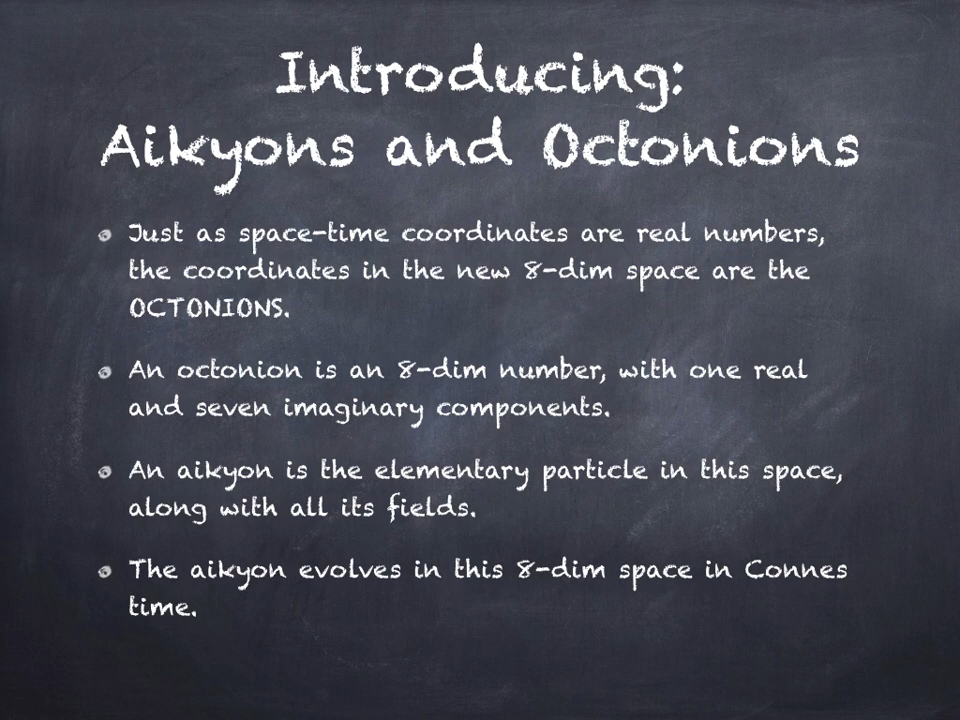 Introducing:
Aikyons and Octonions
Just as space-time coordinates are real numbers,
the coordinates in the new 8-dim space are the
OCTONIONS.
An octonion is an 8-dim number, with one real
and seven imaginary components.
An aikyon is the elementary particle in this space,
along with all its fields.
The aikyon evolves in this 8-dim space in Connes
time.